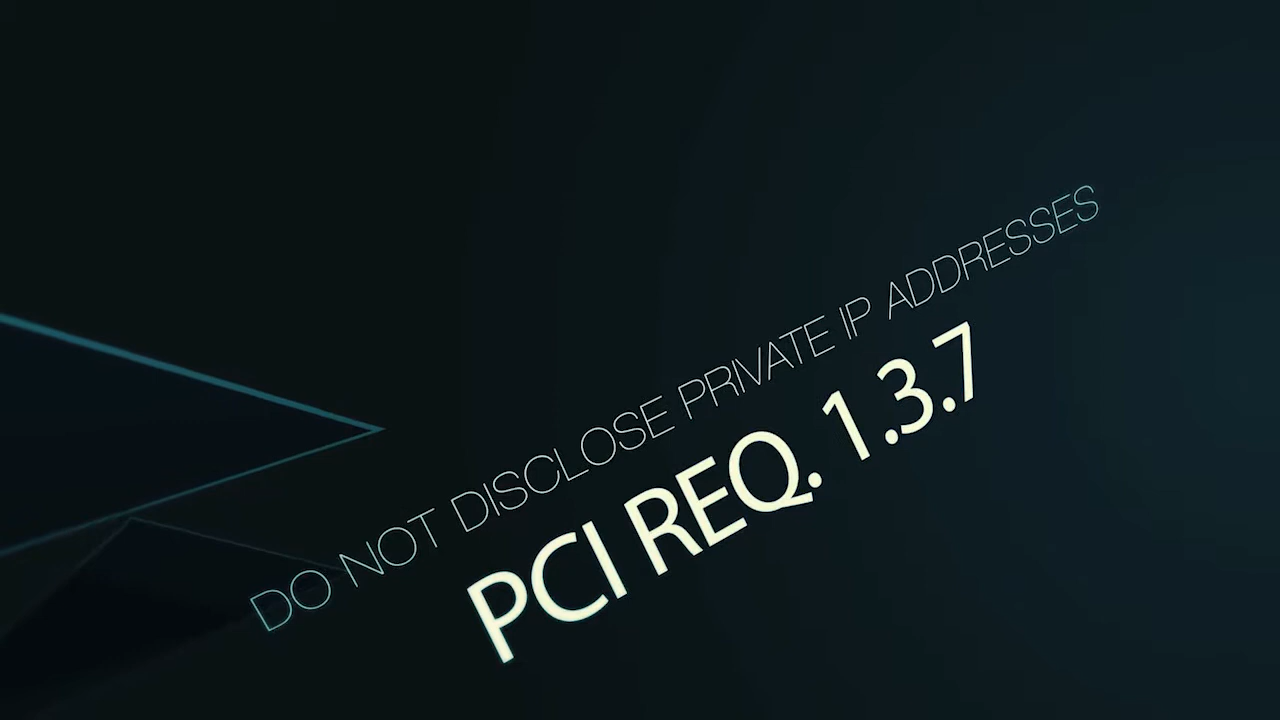 DO NOT DISCLOSE PRIVATE IP ADDRESSES
PCI REQ. 1.3.7